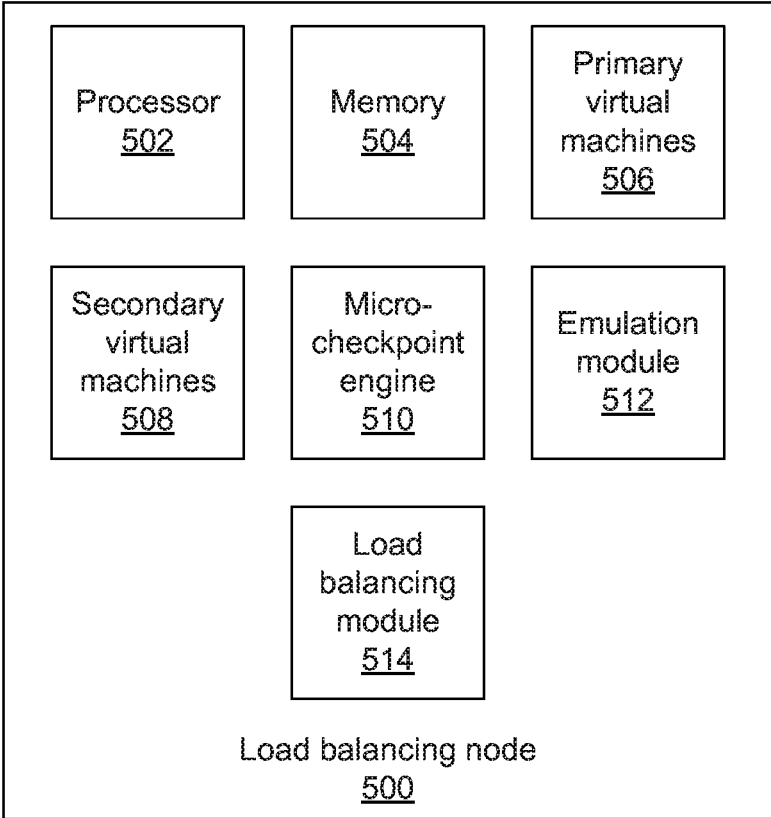 Processor
502
Memory
504
Primary
virtual
machines
506
Secondary
virtual
machines
508
Micro-
checkpoint
engine
510
Emulation
module
512
Load
balancing
module
514
Load balancing node
500